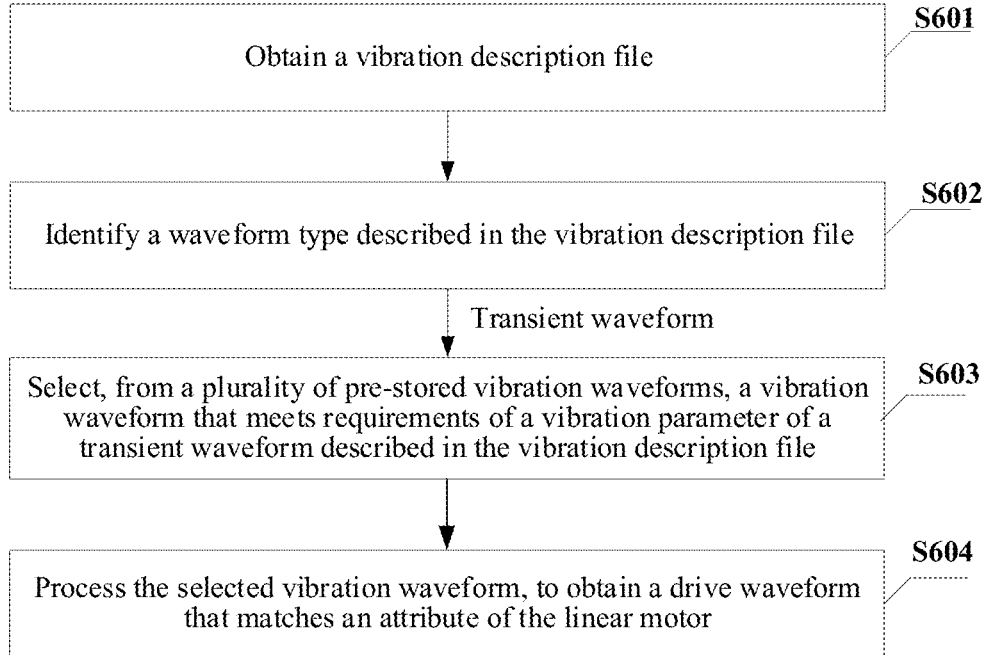 S601
Obtain a vibration description file
S602
Identify a waveform type described in the vibration description file
Transient waveform
S603
Select, from a plurality of pre-stored vibration waveforms, a vibration
waveform that meets requirements of a vibration parameter of a
transient waveform described in the vibration description file
S604
Process the selected vibration waveform, to obtain a drive waveform
that matches an attribute of the linear motor